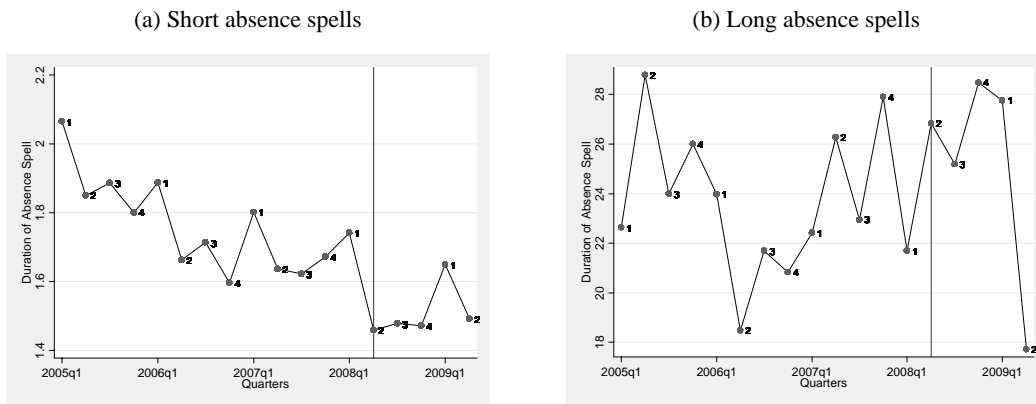 (a) Short absence spells
(b) Long absence spells
Duration of Absence Spell
2.2
2
1.8
1.6
1.4
1
2
3
4
1
2
3
4
1
2
3
4
1
2
3
4
1
2
2005q1
2006q1
2007q1
2008q1
2009q1
Quarters
Duration of Absence Spell
28
26
24
22
20
18
1
2
3
4
1
2
3
4
1
2
3
4
1
2
3
4
1
2
2005q1
2006q1
2007q1
2008q1
2009q1
Quarters